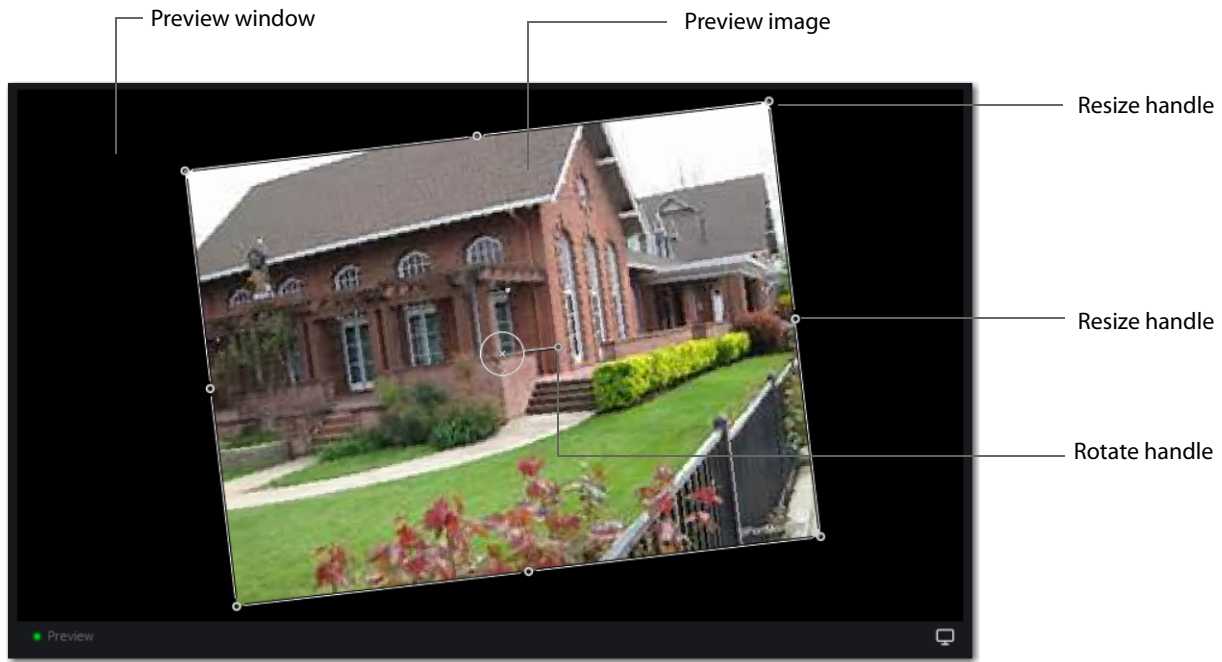 Preview window
Preview image
Resize handle
Resize handle
Rotate handle
Preview